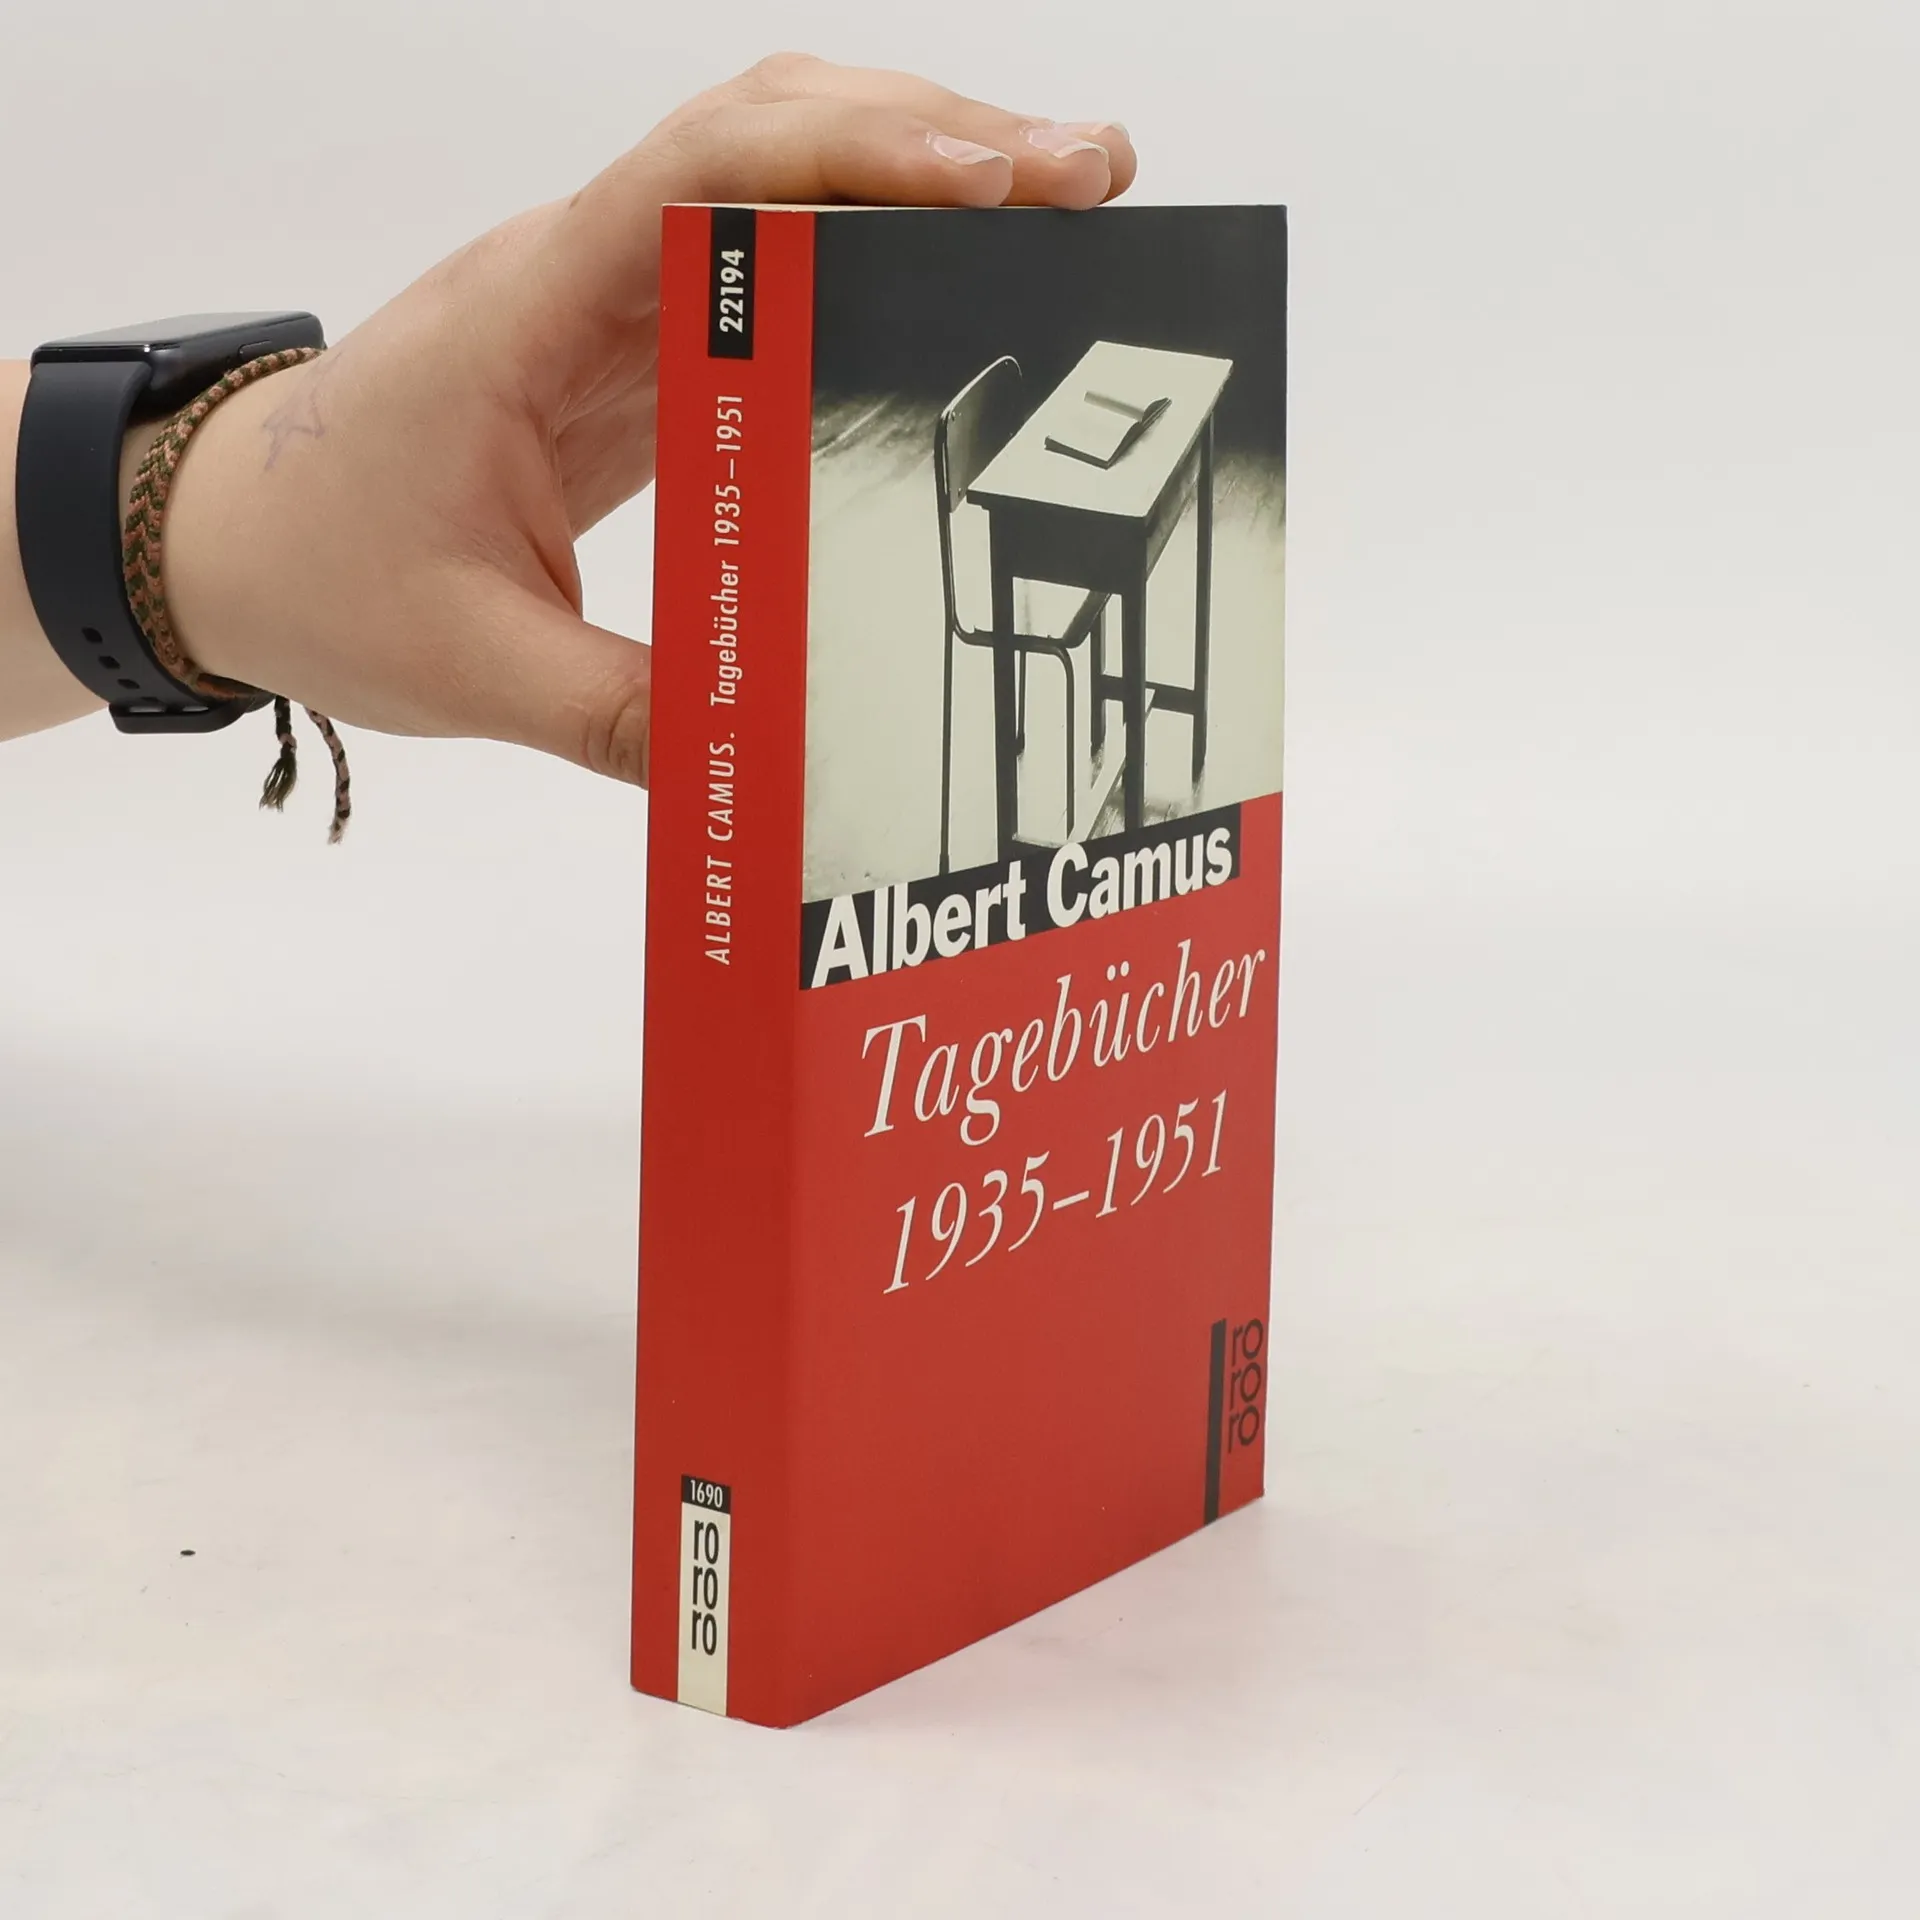 22194
ALBERT CAMUS. Tagebücher 1935–1951
1690
ro
ro
ro
Albert Camus
Tagebücher
1935–1951
ro
ro
ro